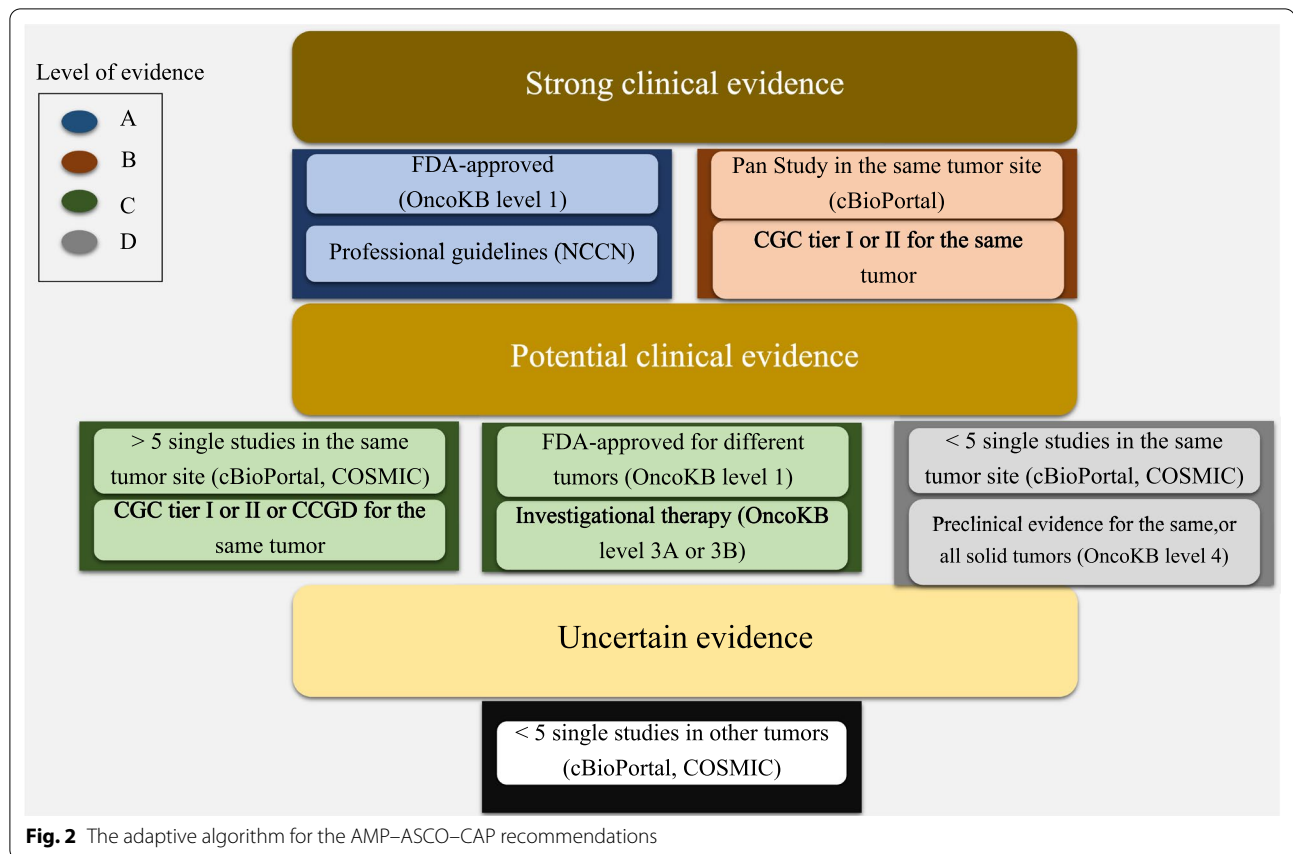 Level of evidence
A
B
C
D
Strong clinical evidence
FDA-approved
(OncoKB level 1)
Professional guidelines (NCCN)
Pan Study in the same tumor site
(cBioPortal)
CGC tier I or II for the same
tumor
Potential clinical evidence
> 5 single studies in the same
tumor site (cBioPortal, COSMIC)
CGC tier I or II or CCGD for the
same tumor
FDA-approved for different
tumors (OncoKB level 1)
Investigational therapy (OncoKB
level 3A or 3B)
< 5 single studies in the same
tumor site (cBioPortal, COSMIC)
Preclinical evidence for the same,or
all solid tumors (OncoKB level 4)
Uncertain evidence
< 5 single studies in other tumors
(cBioPortal, COSMIC)
Fig. 2 The adaptive algorithm for the AMP–ASCO–CAP recommendations